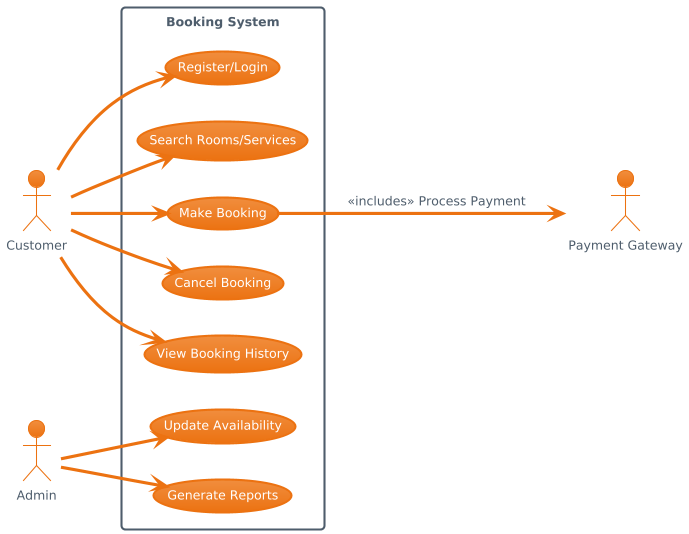 Booking System
Register/Login
Search Rooms/Services
Make Booking
«includes» Process Payment
Customer
Payment Gateway
Cancel Booking
View Booking History
Update Availability
Admin
Generate Reports